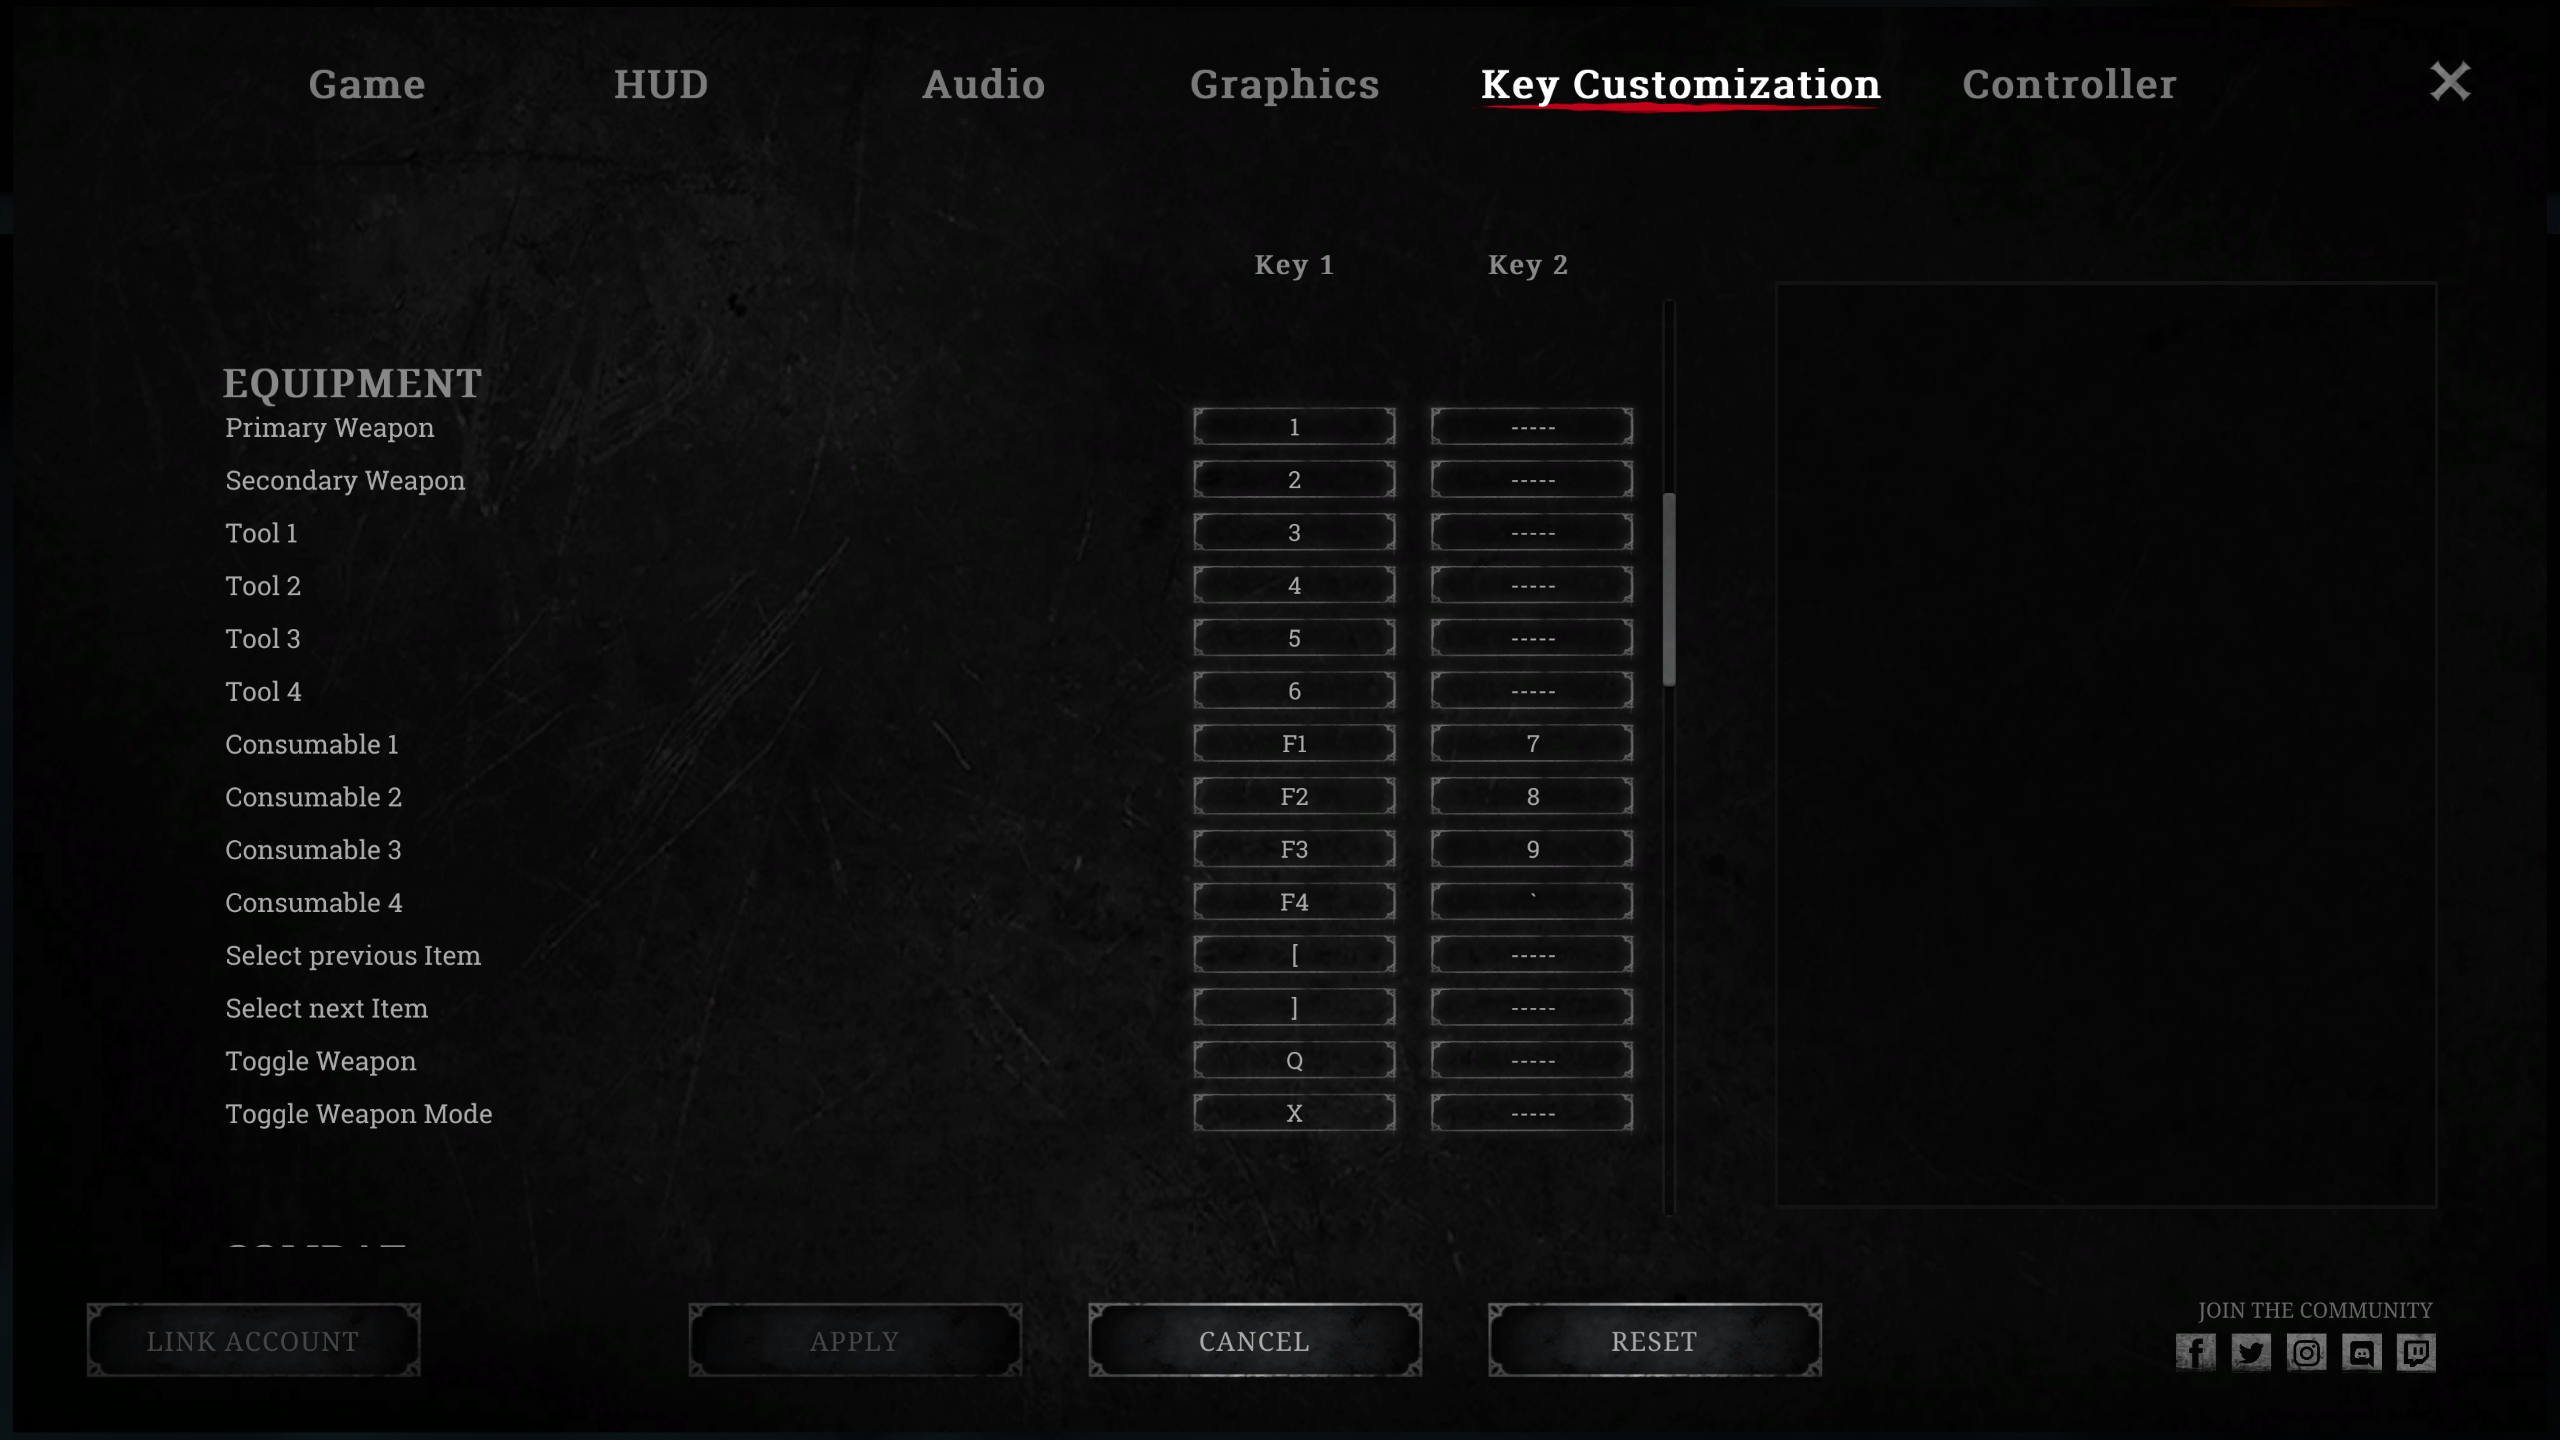 Game HUD Audio Graphics Key Customization Controller
Key 1 Key 2
EQUIPMENT
Primary Weapon 1 -----
Secondary Weapon 2 -----
Tool 1 3 -----
Tool 2 4 -----
Tool 3 5 -----
Tool 4 6 -----
Consumable 1 F1 7
Consumable 2 F2 8
Consumable 3 F3 9
Consumable 4 F4 `
Select previous Item [ -----
Select next Item ] -----
Toggle Weapon Q -----
Toggle Weapon Mode X -----
JOIN THE COMMUNITY
LINK ACCOUNT APPLY CANCEL RESET